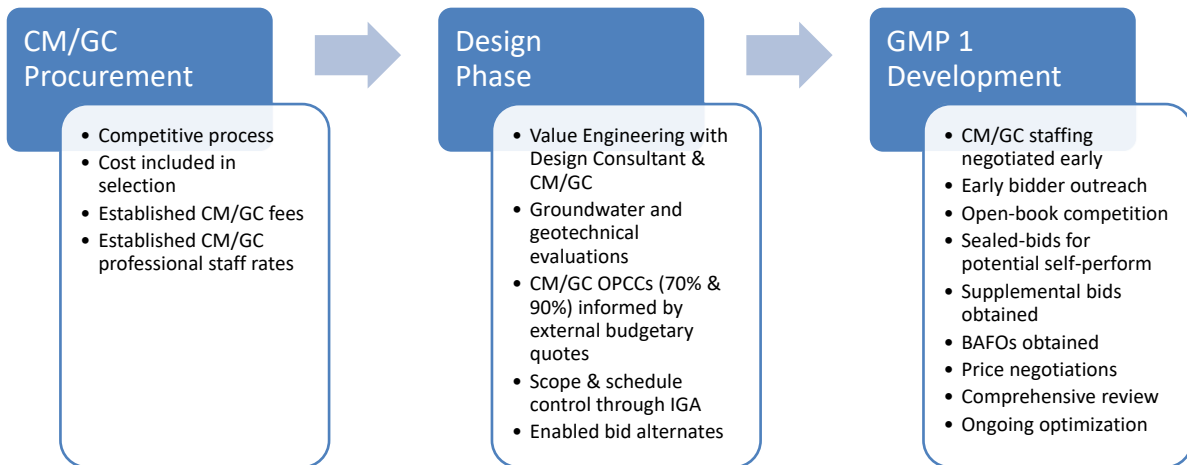 CM/GC
Procurement
• Competitive process
• Cost included in
selection
• Established CM/GC fees
• Established CM/GC
professional staff rates
Design
Phase
• Value Engineering with
Design Consultant &
CM/GC
• Groundwater and
geotechnical
evaluations
• CM/GC OPCCs (70% &
90%) informed by
external budgetary
quotes
• Scope & schedule
control through IGA
• Enabled bid alternates
GMP 1
Development
• CM/GC staffing
negotiated early
• Early bidder outreach
• Open-book competition
• Sealed-bids for
potential self-perform
• Supplemental bids
obtained
• BAFOs obtained
• Price negotiations
• Comprehensive review
• Ongoing optimization